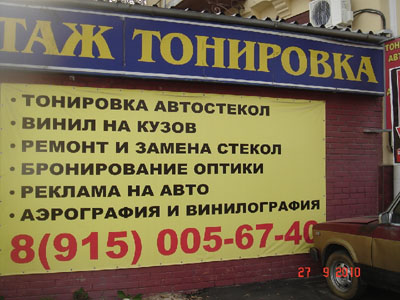 ТАЖ ТОНИРОВКА
• ТОНИРОВКА АВТОСТЕКОЛ
• ВИНИЛ НА КУЗОВ
• РЕМОНТ И ЗАМЕНА СТЕКОЛ
• БРОНИРОВАНИЕ ОПТИКИ
• РЕКЛАМА НА АВТО
• АЭРОГРАФИЯ И ВИНИЛОГРАФИЯ
8(915) 005-67-40
27 9 2010